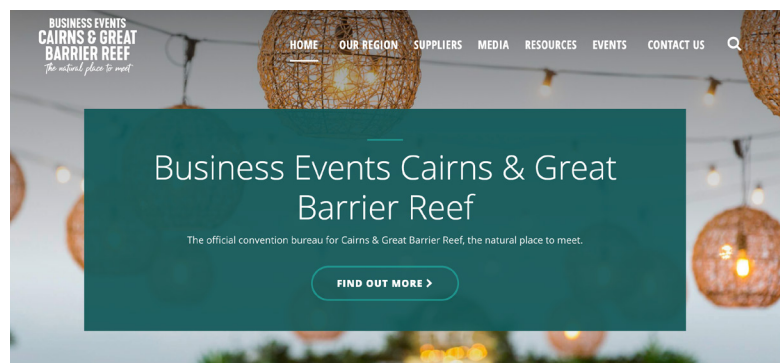 BUSINESS EVENTS
CAIRNS & GREAT
BARRIER REEF
The natural place to meet
HOME OUR REGION SUPPLIERS MEDIA RESOURCES EVENTS CONTACT US
Business Events Cairns & Great
Barrier Reef
The official convention bureau for Cairns & Great Barrier Reef, the natural place to meet.
FIND OUT MORE